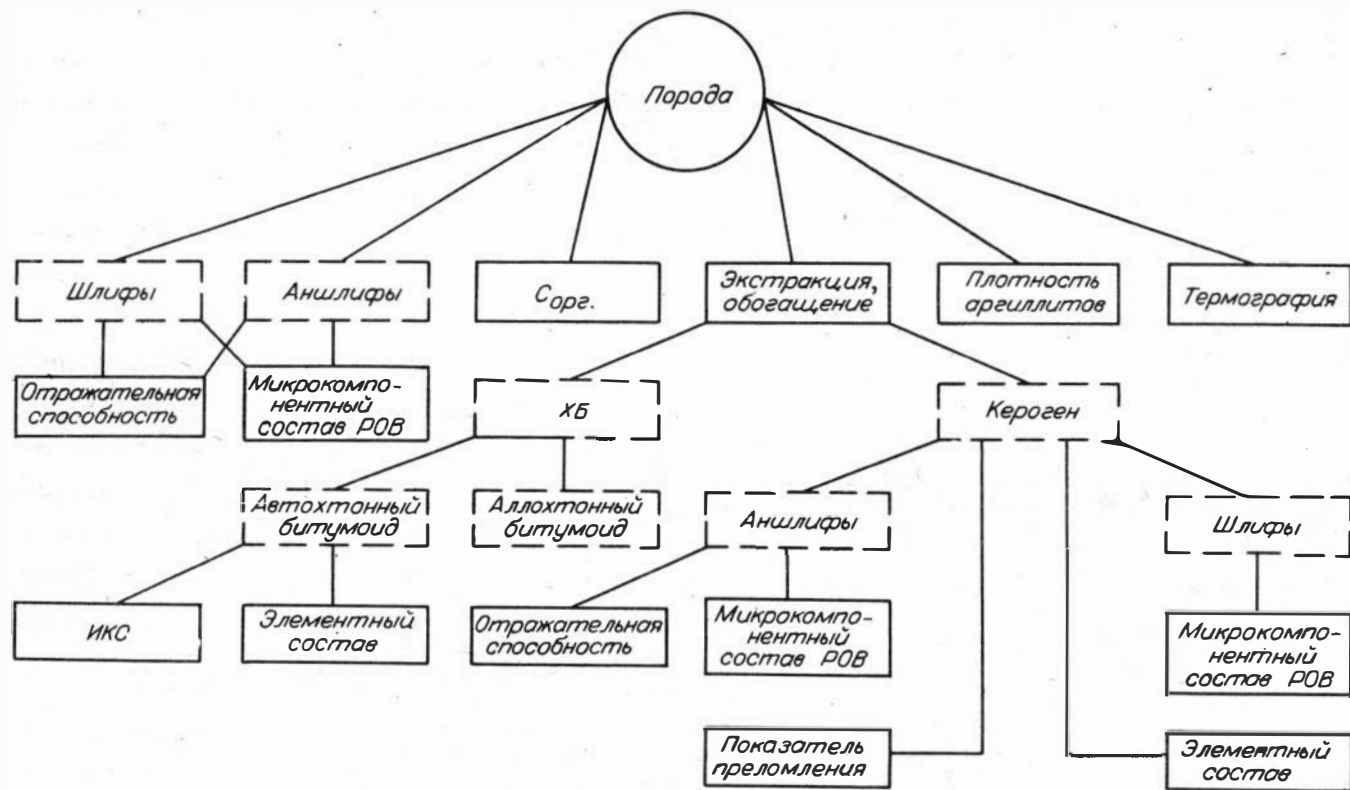 Порода
Шлифы
Аншлифы
Сорг.
Экстракция,
обогащение
Плотность
аргиллитов
Термография
Отражательная
способность
Микрокомпо-
нентный
состав РОВ
ХБ
Кероген
Автохтонный
битумоид
Аллохтонный
битумоид
Аншлифы
Шлифы
ИКС
Элементный
состав
Отражательная
способность
Микрокомпо-
нентный
состав РОВ
Микрокомпо-
нентный
состав РОВ
Показатель
преломления
Элементный
состав